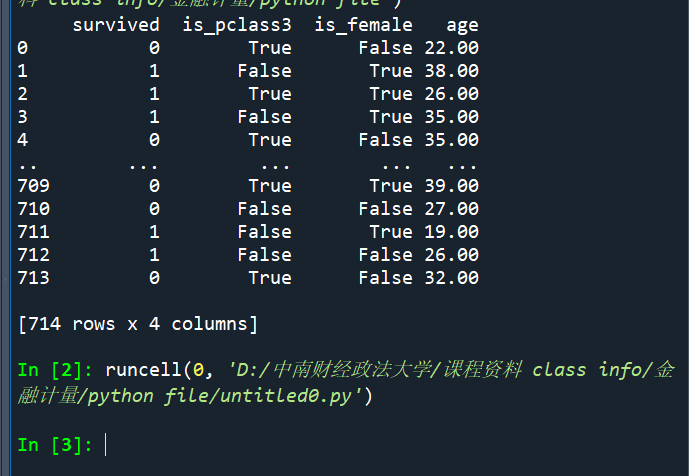 料 class info/金融计量/python file')
survived is_pclass3 is_female age
0 0 True False 22.00
1 1 False True 38.00
2 1 True True 26.00
3 1 False True 35.00
4 0 True False 35.00
.. ... ... ... ...
709 0 True True 39.00
710 0 False False 27.00
711 1 False True 19.00
712 1 False False 26.00
713 0 True False 32.00
[714 rows x 4 columns]
In [2]: runcell(0, 'D:/中南财经政法大学/课程资料 class info/金
融计量/python file/untitled0.py')
In [3]: